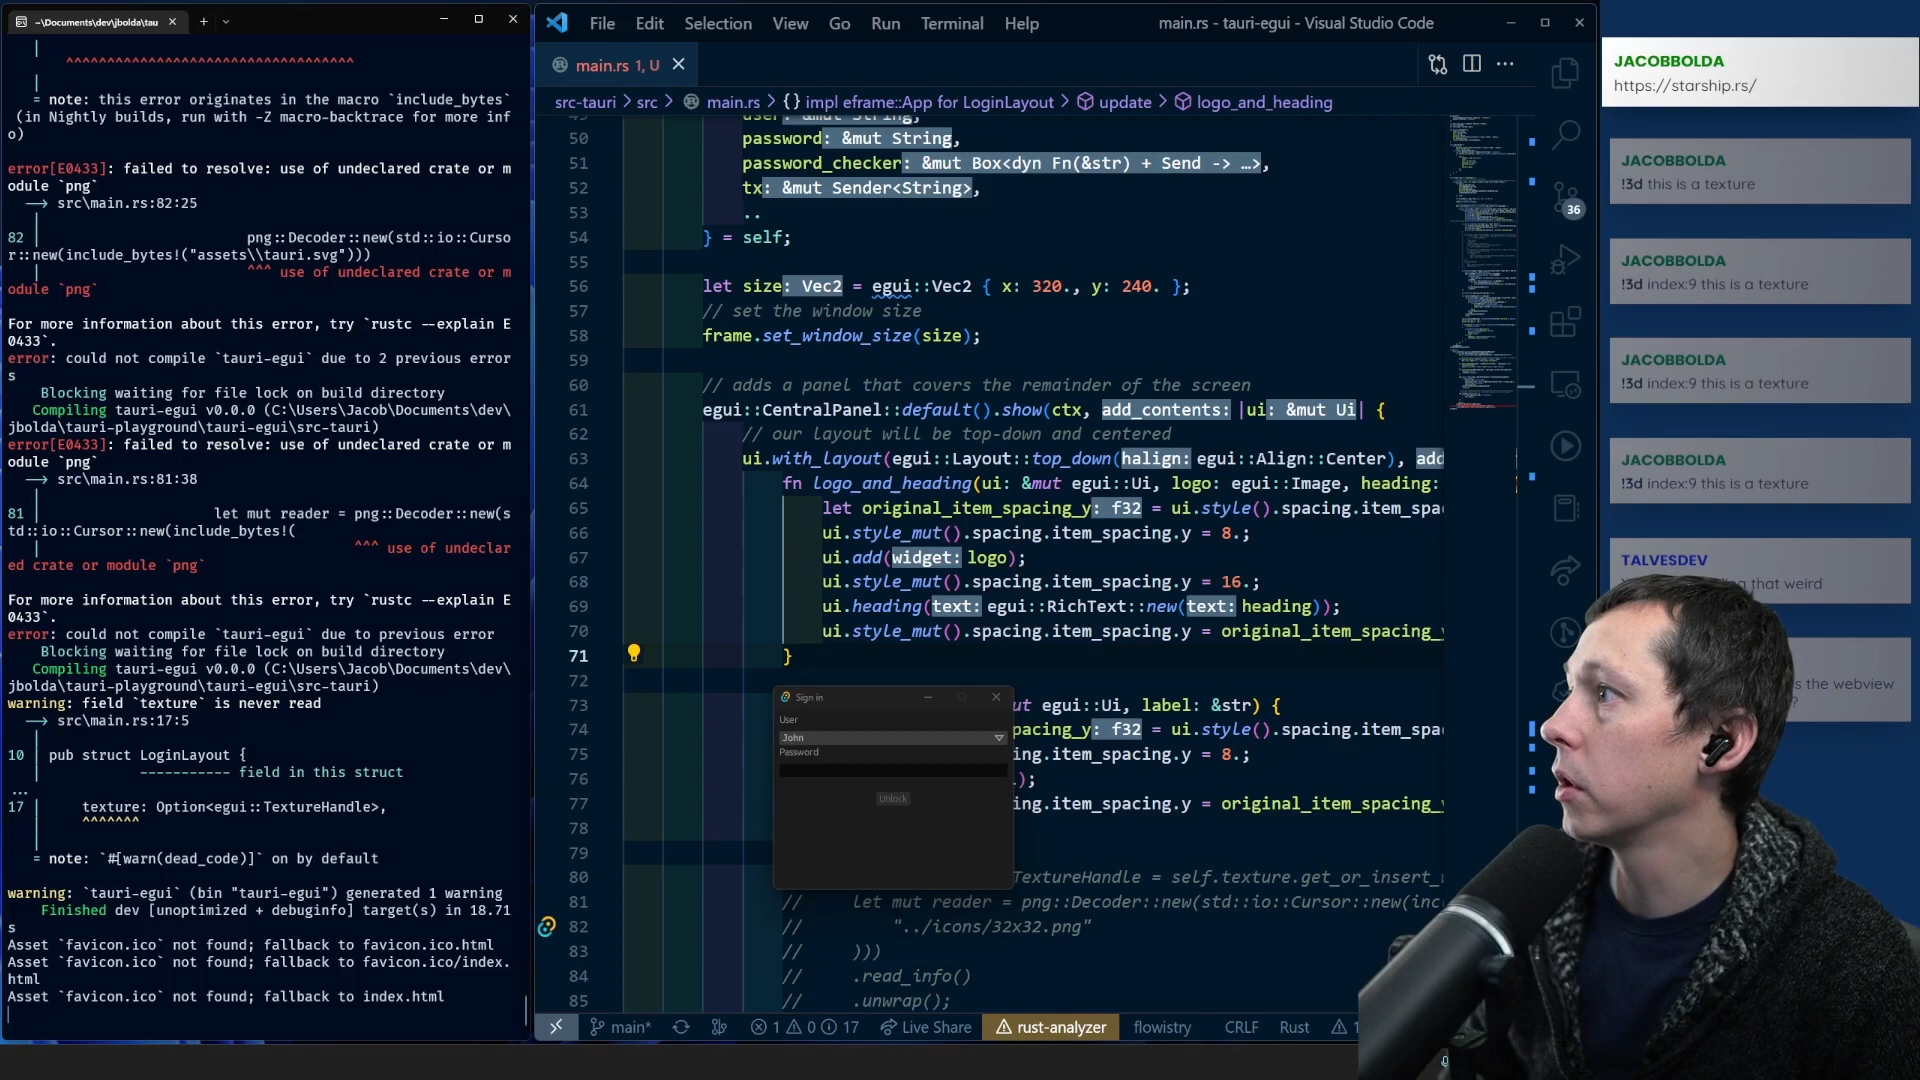 ~\Documents\dev\jbolda\tau
^^^^^^^^^^^^^^^^^^^^^^^^^^^^^^^^^^^
= note: this error originates in the macro `include_bytes`
(in Nightly builds, run with -Z macro-backtrace for more inf
o)
error[E0433]: failed to resolve: use of undeclared crate or m
odule `png`
--> src\main.rs:82:25
82 | png::Decoder::new(std::io::Curso
r::new(include_bytes!("assets\\tauri.svg")))
^^^ use of undeclared crate or m
odule `png`
For more information about this error, try `rustc --explain E
0433`.
error: could not compile `tauri-egui` due to 2 previous error
s
Blocking waiting for file lock on build directory
Compiling tauri-egui v0.0.0 (C:\Users\Jacob\Documents\dev\
jbolda\tauri-playground\tauri-egui\src-tauri)
error[E0433]: failed to resolve: use of undeclared crate or m
odule `png`
--> src\main.rs:81:38
81 | let mut reader = png::Decoder::new(s
td::io::Cursor::new(include_bytes!(
^^^ use of undeclar
ed crate or module `png`
For more information about this error, try `rustc --explain E
0433`.
error: could not compile `tauri-egui` due to previous error
Blocking waiting for file lock on build directory
Compiling tauri-egui v0.0.0 (C:\Users\Jacob\Documents\dev\
jbolda\tauri-playground\tauri-egui\src-tauri)
warning: field `texture` is never read
--> src\main.rs:17:5
10 | pub struct LoginLayout {
----------- field in this struct
...
17 | texture: Option<egui::TextureHandle>,
^^^^^^^
= note: `#[warn(dead_code)]` on by default
warning: `tauri-egui` (bin "tauri-egui") generated 1 warning
Finished dev [unoptimized + debuginfo] target(s) in 18.71
s
Asset `favicon.ico` not found; fallback to favicon.ico.html
Asset `favicon.ico` not found; fallback to favicon.ico/index.
html
Asset `favicon.ico` not found; fallback to index.html
File Edit Selection View Go Run Terminal Help
main.rs - tauri-egui - Visual Studio Code
main.rs 1, U
src-tauri > src > main.rs > {} impl eframe::App for LoginLayout > update > logo_and_heading
49 user: &mut String,
50 password: &mut String,
51 password_checker: &mut Box<dyn Fn(&str) + Send -> …>,
52 tx: &mut Sender<String>,
53 ..
54 } = self;
55
56 let size: Vec2 = egui::Vec2 { x: 320., y: 240. };
57 // set the window size
58 frame.set_window_size(size);
59
60 // adds a panel that covers the remainder of the screen
61 egui::CentralPanel::default().show(ctx, add_contents: |ui: &mut Ui| {
62 // our layout will be top-down and centered
63 ui.with_layout(egui::Layout::top_down(halign: egui::Align::Center), add
64 fn logo_and_heading(ui: &mut egui::Ui, logo: egui::Image, heading:
65 let original_item_spacing_y: f32 = ui.style().spacing.item_spa
66 ui.style_mut().spacing.item_spacing.y = 8.;
67 ui.add(widget: logo);
68 ui.style_mut().spacing.item_spacing.y = 16.;
69 ui.heading(text: egui::RichText::new(text: heading));
70 ui.style_mut().spacing.item_spacing.y = original_item_spacing_y
71 }
72
73 ut egui::Ui, label: &str) {
74 pacing_y: f32 = ui.style().spacing.item_spa
75 ing.item_spacing.y = 8.;
76 l);
77 ing.item_spacing.y = original_item_spacing_y
78
79
80 TextureHandle = self.texture.get_or_insert_w
81 // let mut reader = png::Decoder::new(std::io::Cursor::new(inc
82 // "../icons/32x32.png"
83 // )))
84 // .read_info()
85 // .unwrap();
Sign in
User
John
Password
Unlock
36
main* 1 0 17 Live Share rust-analyzer flowistry CRLF Rust 1
JACOBBOLDA
https://starship.rs/
JACOBBOLDA
!3d this is a texture
JACOBBOLDA
!3d index:9 this is a texture
JACOBBOLDA
!3d index:9 this is a texture
JACOBBOLDA
!3d index:9 this is a texture
TALVESDEV
that weird
the webview
?